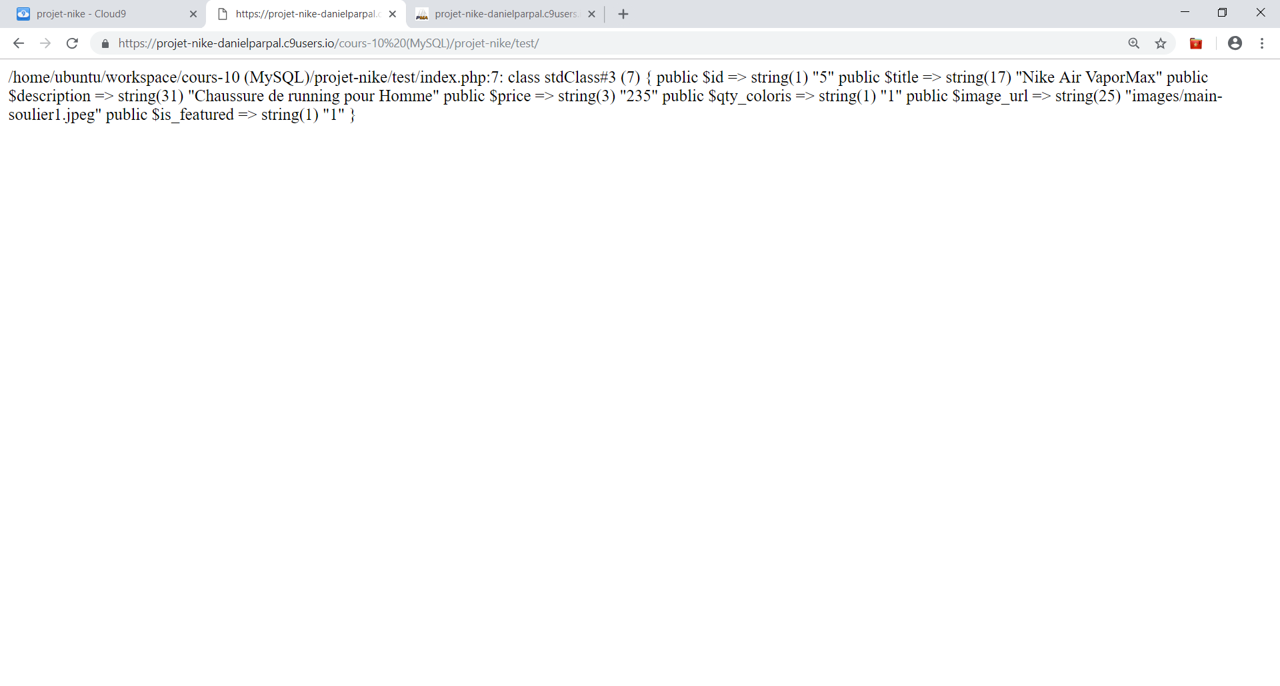 projet-nike - Cloud9
https://projet-nike-danielparpal.c
projet-nike-danielparpal.c9users.
https://projet-nike-danielparpal.c9users.io/cours-10%20(MySQL)/projet-nike/test/
/home/ubuntu/workspace/cours-10 (MySQL)/projet-nike/test/index.php:7: class stdClass#3 (7) { public $id => string(1) "5" public $title => string(17) "Nike Air VaporMax" public
$description => string(31) "Chaussure de running pour Homme" public $price => string(3) "235" public $qty_coloris => string(1) "1" public $image_url => string(25) "images/main-
soulier1.jpeg" public $is_featured => string(1) "1" }